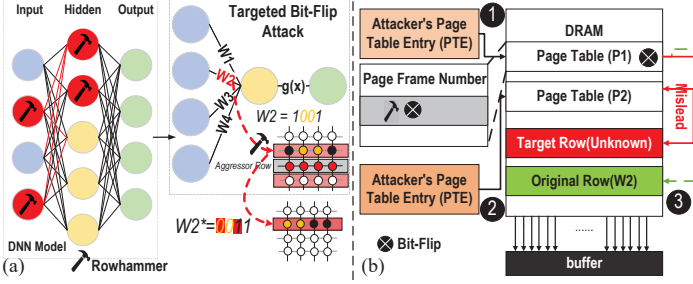 Input Hidden Output
DNN Model
Rowhammer
(a)
Targeted Bit-Flip
Attack
W1
W2
W3
W4
g(x)
W2 = 1001
Aggressor Row
W2*=0011
Attacker's Page
Table Entry (PTE)
1
Page Frame Number
Attacker's Page
Table Entry (PTE)
2
Bit-Flip
(b)
DRAM
Page Table (P1)
Page Table (P2)
Target Row(Unknown)
Original Row(W2)
Mislead
3
......
buffer